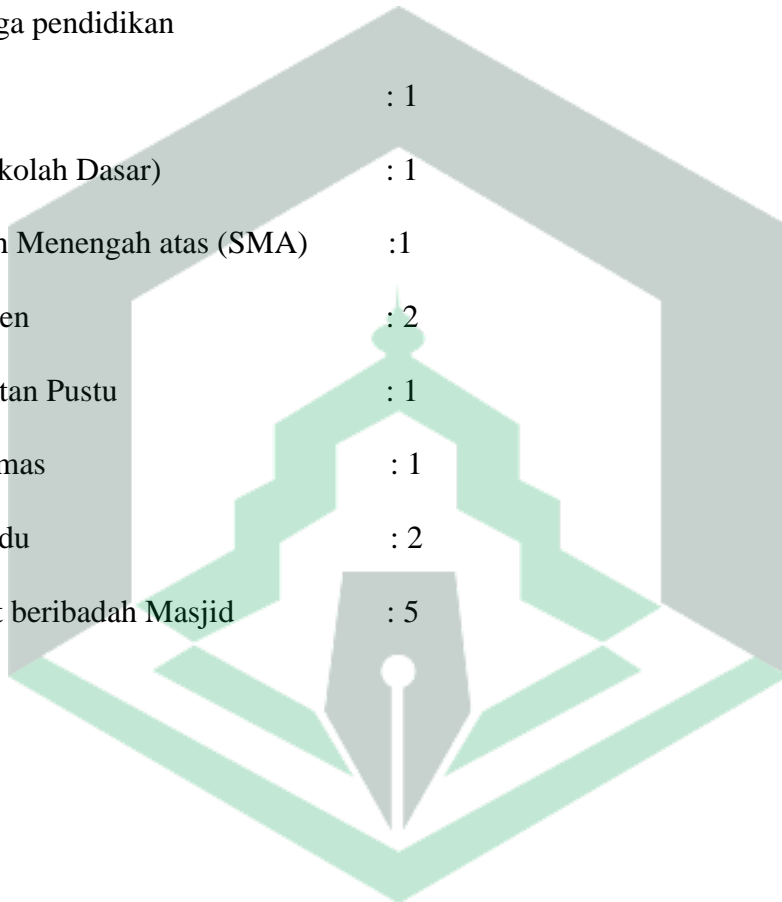 ga pendidikan
: 1
kolah Dasar) : 1
n Menengah atas (SMA) :1
en : 2
tan Pustu : 1
mas : 1
du : 2
t beribadah Masjid : 5